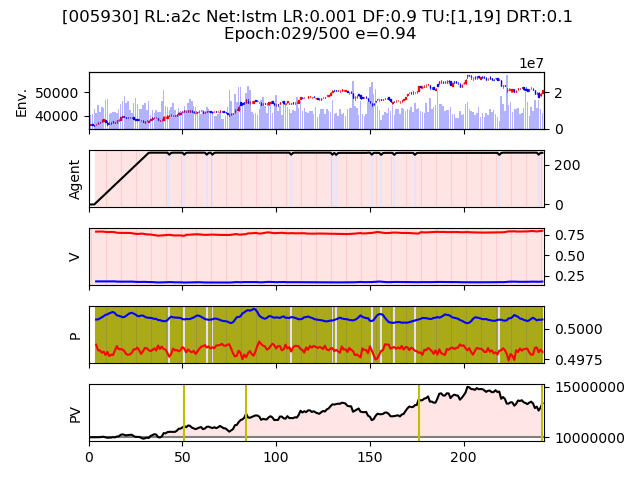 [005930] RL:a2c Net:lstm LR:0.001 DF:0.9 TU:[1,19] DRT:0.1
Epoch:029/500 e=0.94
1e7
Env.
50000
40000
2
0
Agent
200
0
V
0.75
0.50
0.25
P
0.5000
0.4975
PV
15000000
10000000
0 50 100 150 200